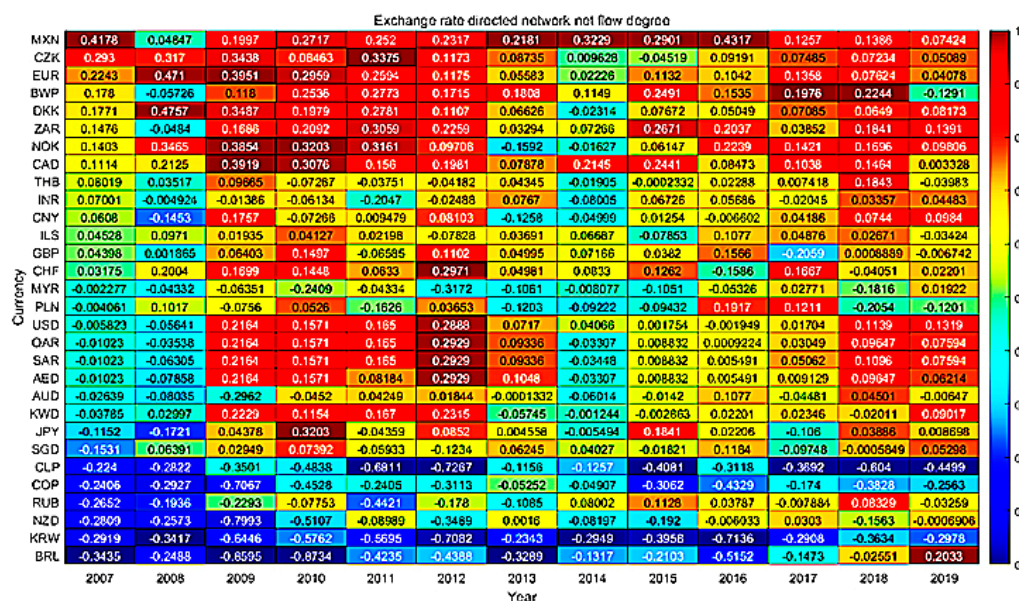 Exchange rate directed network net flow degree
MXN 0.4178 0.04847 0.1997 0.2717 0.252 0.2317 0.2181 0.3229 0.2901 0.4317 0.1257 0.1386 0.07424
CZK 0.293 0.317 0.3438 0.08463 0.3375 0.1173 0.08735 0.009628 -0.04519 0.09191 0.07485 0.07234 0.05089
EUR 0.2243 0.471 0.3951 0.2959 0.2594 0.1175 0.05583 0.02226 0.1132 0.1042 0.1358 0.07624 0.04078
BWP 0.178 -0.05726 0.118 0.2536 0.2773 0.1715 0.1808 0.1149 0.2491 0.1535 0.1976 0.2244 -0.1291
DKK 0.1771 0.4757 0.3487 0.1979 0.2781 0.1107 0.06626 -0.02314 0.07672 0.05049 0.07085 0.0649 0.08173
ZAR 0.1476 -0.0484 0.1686 0.2092 0.3059 0.2259 0.03294 0.07266 0.2671 0.2037 0.03852 0.1841 0.1391
NOK 0.1403 0.3465 0.3854 0.3203 0.3161 0.09708 -0.1592 -0.01627 0.06147 0.2239 0.1421 0.1696 0.09806
CAD 0.1114 0.2125 0.3919 0.3076 0.156 0.1981 0.07878 0.2145 0.2441 0.08473 0.1038 0.1464 0.003328
THB 0.08019 0.03517 0.09665 -0.07267 -0.03751 -0.04182 0.04345 -0.01905 -0.0002332 0.02288 0.007418 0.1843 -0.03983
INR 0.07001 -0.004924 -0.01386 -0.06134 -0.2047 -0.02488 0.0767 -0.08005 0.06726 0.05686 -0.02045 0.03357 0.04483
CNY 0.0608 -0.1453 0.1757 -0.07266 0.009479 0.08103 -0.1258 -0.04999 0.01254 -0.006602 0.04186 0.0744 0.0984
ILS 0.04528 0.0971 0.01935 0.04127 0.02198 -0.07828 0.03691 0.06687 -0.07853 0.1077 0.04876 0.02671 -0.03424
GBP 0.04398 0.001865 0.06403 0.1497 -0.06585 0.1102 0.04995 0.07166 0.0382 0.1566 -0.2059 0.0008889 -0.006742
CHF 0.03175 0.2004 0.1699 0.1448 0.0633 0.2971 0.04981 0.0833 0.1262 -0.1586 0.1667 -0.04051 0.02201
MYR -0.002277 -0.04332 -0.06351 -0.2409 -0.04334 -0.3172 -0.1061 -0.008077 -0.1051 -0.05326 0.02771 -0.1816 0.01922
PLN -0.004061 0.1017 -0.0756 0.0526 -0.1626 0.03653 -0.1203 -0.09222 -0.09432 0.1917 0.1211 -0.2054 -0.1201
USD -0.005823 -0.05641 0.2164 0.1571 0.165 0.2888 0.0717 0.04066 0.001754 -0.001949 0.01704 0.1139 0.1319
OAR -0.01023 -0.03538 0.2164 0.1571 0.165 0.2929 0.09336 -0.03307 0.008832 0.0009224 0.03049 0.09647 0.07594
SAR -0.01023 -0.06305 0.2164 0.1571 0.165 0.2929 0.09336 -0.03448 0.008832 0.005491 0.05062 0.1096 0.07594
AED -0.01023 -0.07858 0.2164 0.1571 0.08184 0.2929 0.1048 -0.03307 0.008832 0.005491 0.009129 0.09647 0.06214
AUD -0.02639 -0.08035 -0.2962 -0.0452 0.04249 0.01844 -0.0001332 -0.06014 -0.0142 0.1077 -0.04481 0.04501 -0.00647
KWD -0.03785 0.02997 0.2229 0.1154 0.167 0.2315 -0.05745 -0.001244 -0.002663 0.02201 0.02346 -0.02011 0.09017
JPY -0.1152 -0.1721 0.04378 0.3203 -0.04359 0.0852 0.004558 -0.005494 0.1841 0.02206 -0.106 0.03886 0.008698
SGD -0.1531 0.06391 0.02949 0.07392 -0.05933 -0.1234 0.06245 0.04027 -0.01821 0.1184 -0.09748 -0.0005849 0.05298
CLP -0.224 -0.2822 -0.3501 -0.4838 -0.6811 -0.7267 -0.1156 -0.1257 -0.4081 -0.3118 -0.3692 -0.604 -0.4499
COP -0.2406 -0.2927 -0.7067 -0.4528 -0.2405 -0.3113 -0.05252 -0.04907 -0.3062 -0.4329 -0.174 -0.3828 -0.2563
RUB -0.2652 -0.1936 -0.2293 -0.07753 -0.4421 -0.178 -0.1085 0.08002 0.1128 0.03787 -0.007884 0.08329 -0.03259
NZD -0.2809 -0.2573 -0.7993 -0.5107 -0.08989 -0.3489 0.0016 -0.08197 -0.192 -0.006033 0.0303 -0.1563 -0.0006906
KRW -0.2919 -0.3417 -0.6446 -0.5762 -0.5695 -0.7082 -0.2343 -0.2949 -0.3956 -0.7136 -0.2908 -0.3634 -0.2978
BRL -0.3435 -0.2488 -0.6595 -0.8734 -0.4235 -0.4388 -0.3289 -0.1317 -0.2103 -0.5152 -0.1473 -0.02551 0.2033
2007 2008 2009 2010 2011 2012 2013 2014 2015 2016 2017 2018 2019
Year
Currency